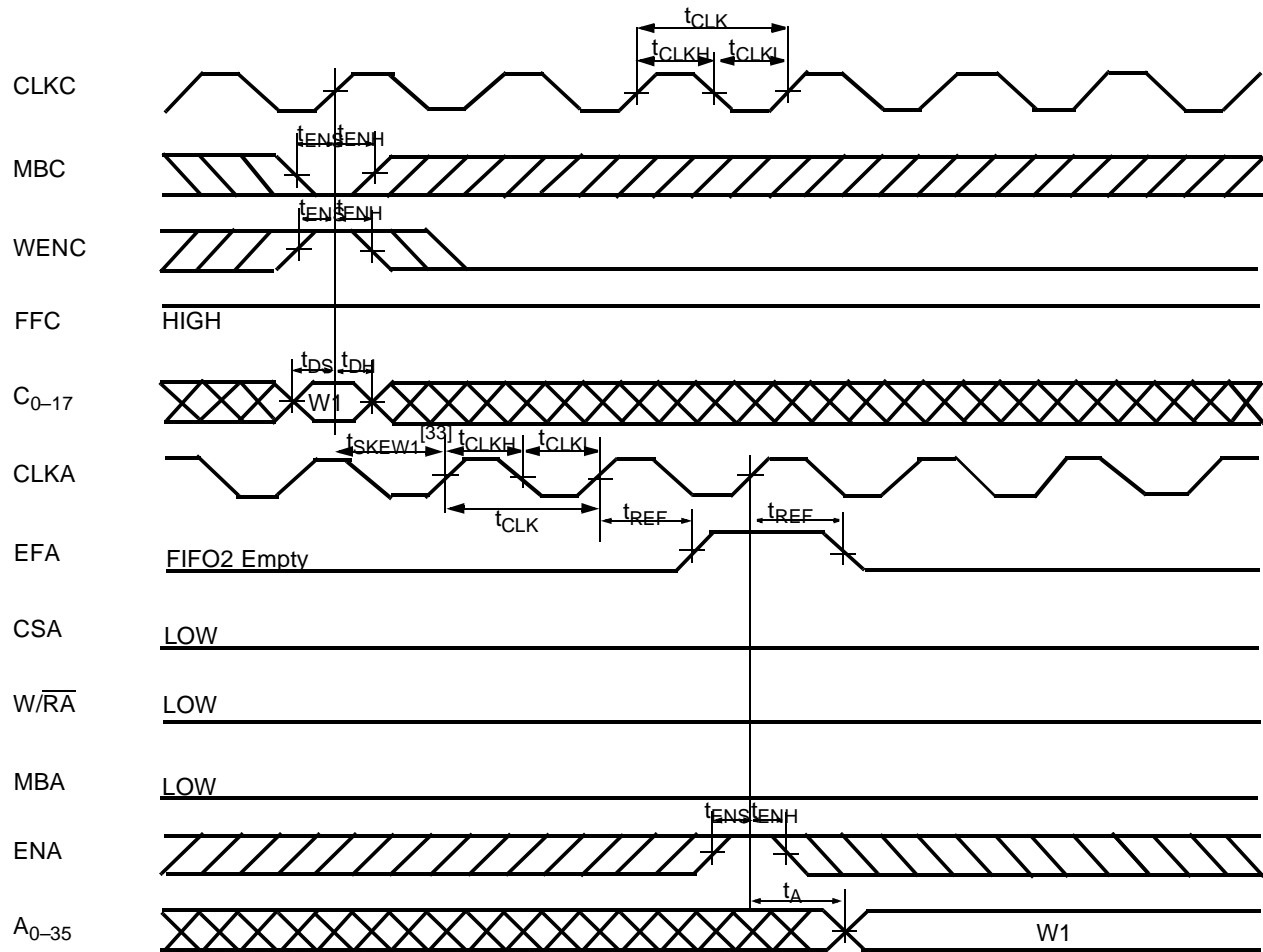 tCLK
tCLKH tCLKL
CLKC
tENS tENH
MBC
tENS tENH
WENC
FFC HIGH
tDS tDH
C0–17 W1
tSKEW1[33] tCLKH tCLKL
CLKA
tCLK tREF tREF
EFA FIFO2 Empty
CSA LOW
W/R̅A̅ LOW
MBA LOW
tENS tENH
ENA
tA
A0–35 W1